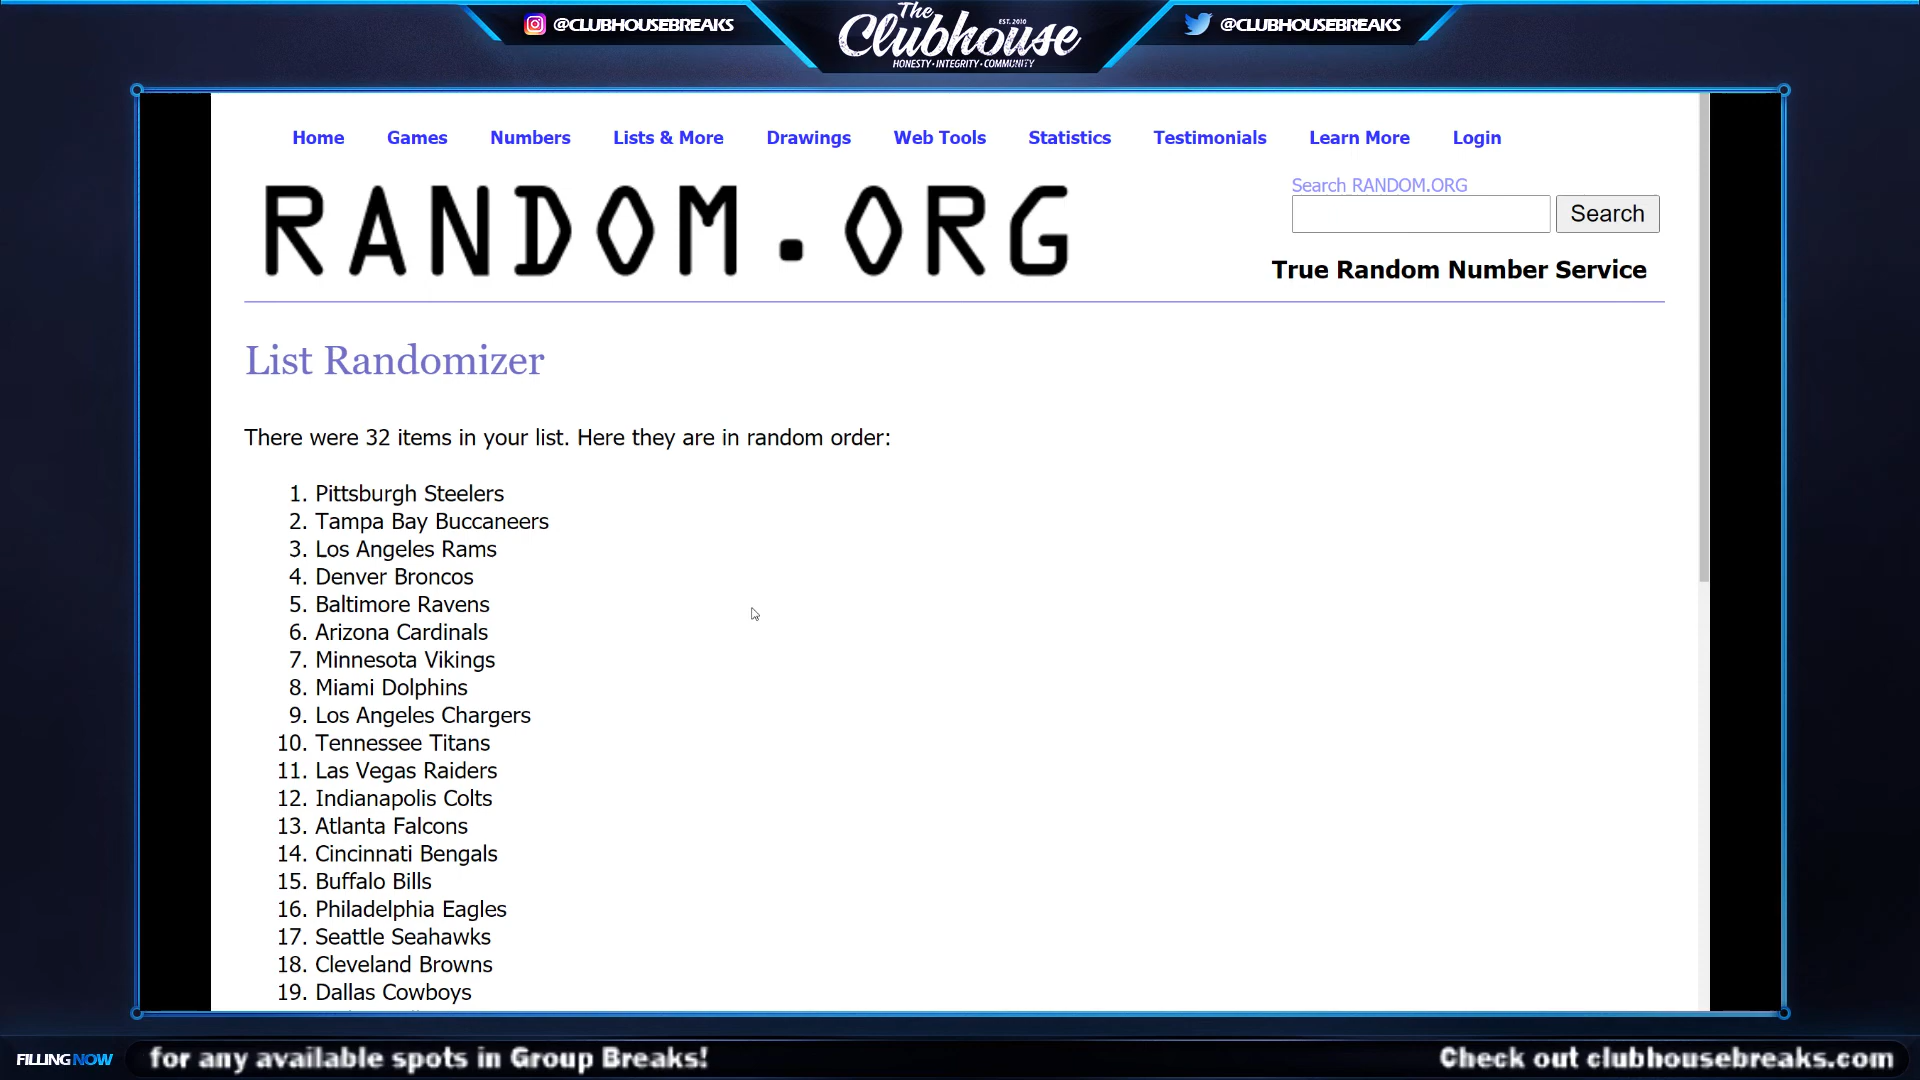 @CLUBHOUSEBREAKS
The
Clubhouse
EST. 2010
HONESTY • INTEGRITY • COMMUNITY
@CLUBHOUSEBREAKS
Home Games Numbers Lists & More Drawings Web Tools Statistics Testimonials Learn More Login
RANDOM.ORG
Search RANDOM.ORG
Search
True Random Number Service
List Randomizer
There were 32 items in your list. Here they are in random order:
1. Pittsburgh Steelers
2. Tampa Bay Buccaneers
3. Los Angeles Rams
4. Denver Broncos
5. Baltimore Ravens
6. Arizona Cardinals
7. Minnesota Vikings
8. Miami Dolphins
9. Los Angeles Chargers
10. Tennessee Titans
11. Las Vegas Raiders
12. Indianapolis Colts
13. Atlanta Falcons
14. Cincinnati Bengals
15. Buffalo Bills
16. Philadelphia Eagles
17. Seattle Seahawks
18. Cleveland Browns
19. Dallas Cowboys
FILLING NOW for any available spots in Group Breaks! Check out clubhousebreaks.com